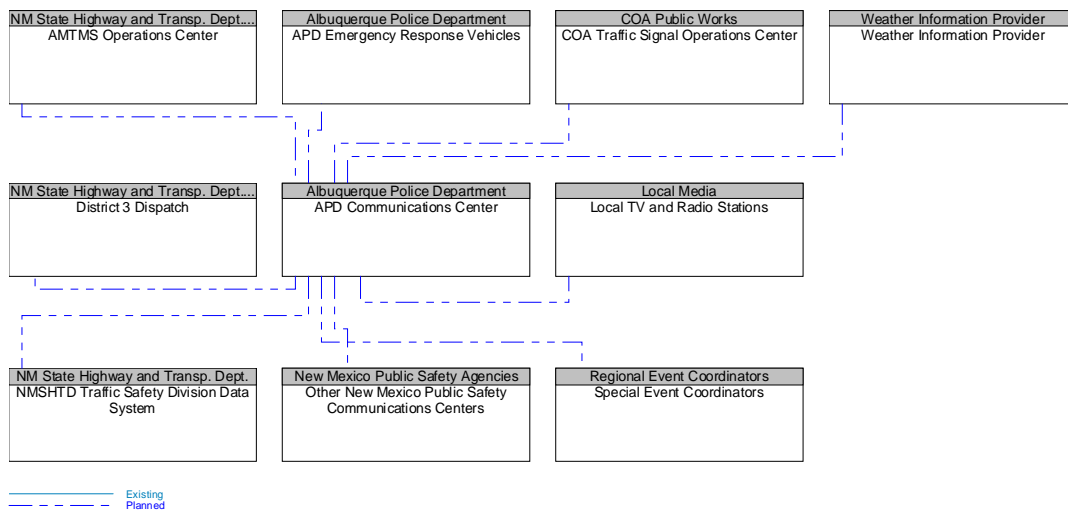 NM State Highway and Transp. Dept....
AMTMS Operations Center
Albuquerque Police Department
APD Emergency Response Vehicles
COA Public Works
COA Traffic Signal Operations Center
Weather Information Provider
Weather Information Provider
NM State Highway and Transp. Dept....
District 3 Dispatch
Albuquerque Police Department
APD Communications Center
Local Media
Local TV and Radio Stations
NM State Highway and Transp. Dept.
NMSHTD Traffic Safety Division Data
System
New Mexico Public Safety Agencies
Other New Mexico Public Safety
Communications Centers
Regional Event Coordinators
Special Event Coordinators
Existing
Planned